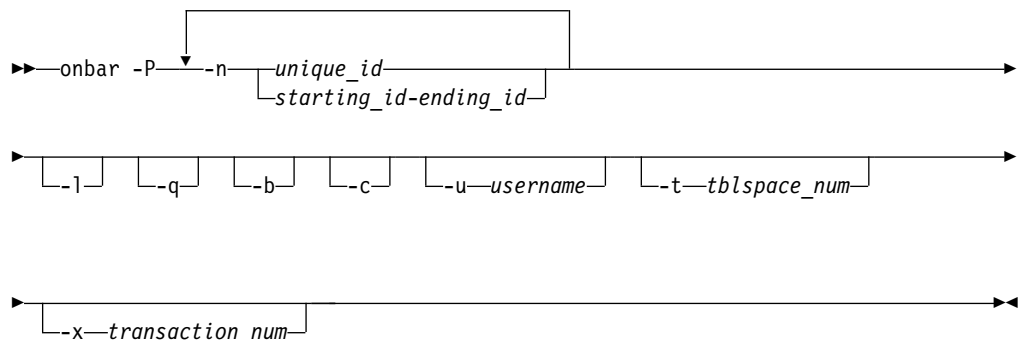 onbar -P -n unique_id
starting_id-ending_id
-l -q -b -c -u username -t tblspace_num
-x transaction num